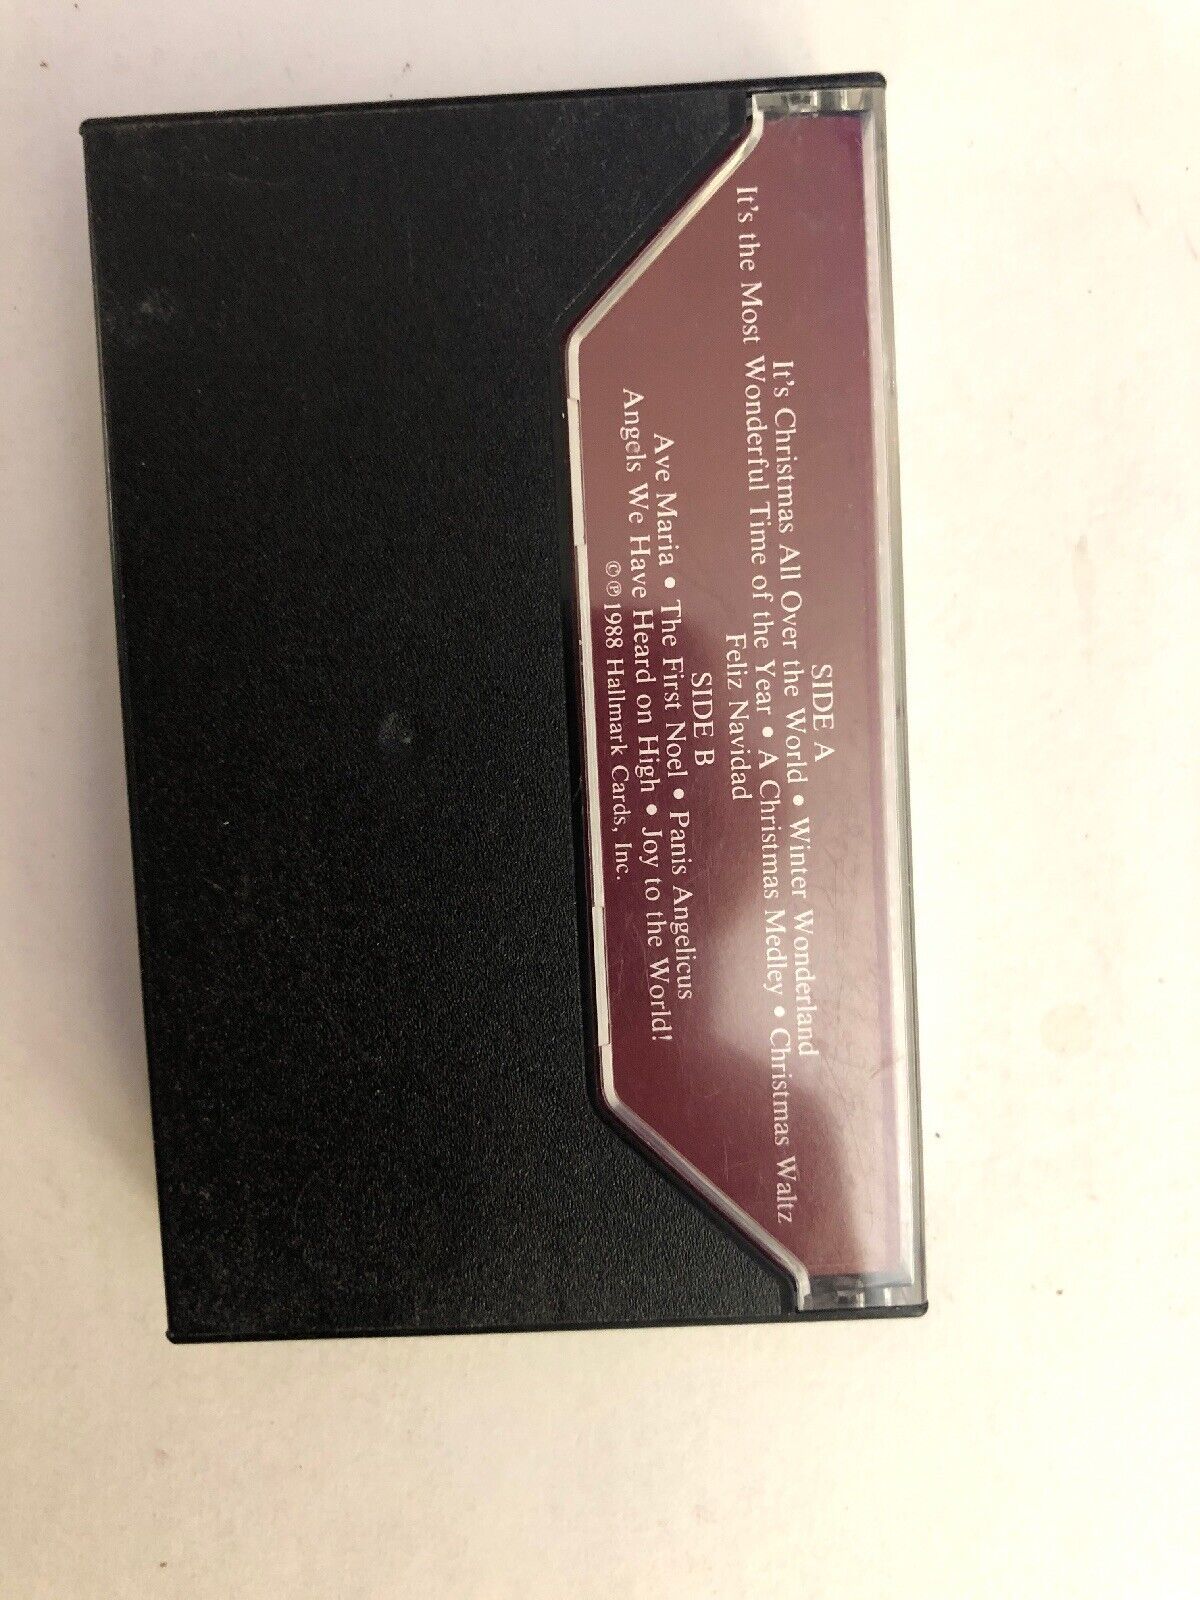 SIDE A
It's Christmas All Over the World • Winter Wonderland
It's the Most Wonderful Time of the Year • A Christmas Medley • Christmas Waltz
Feliz Navidad
SIDE B
Ave Maria • The First Noel • Panis Angelicus
Angels We Have Heard on High • Joy to the World!
©℗ 1988 Hallmark Cards, Inc.